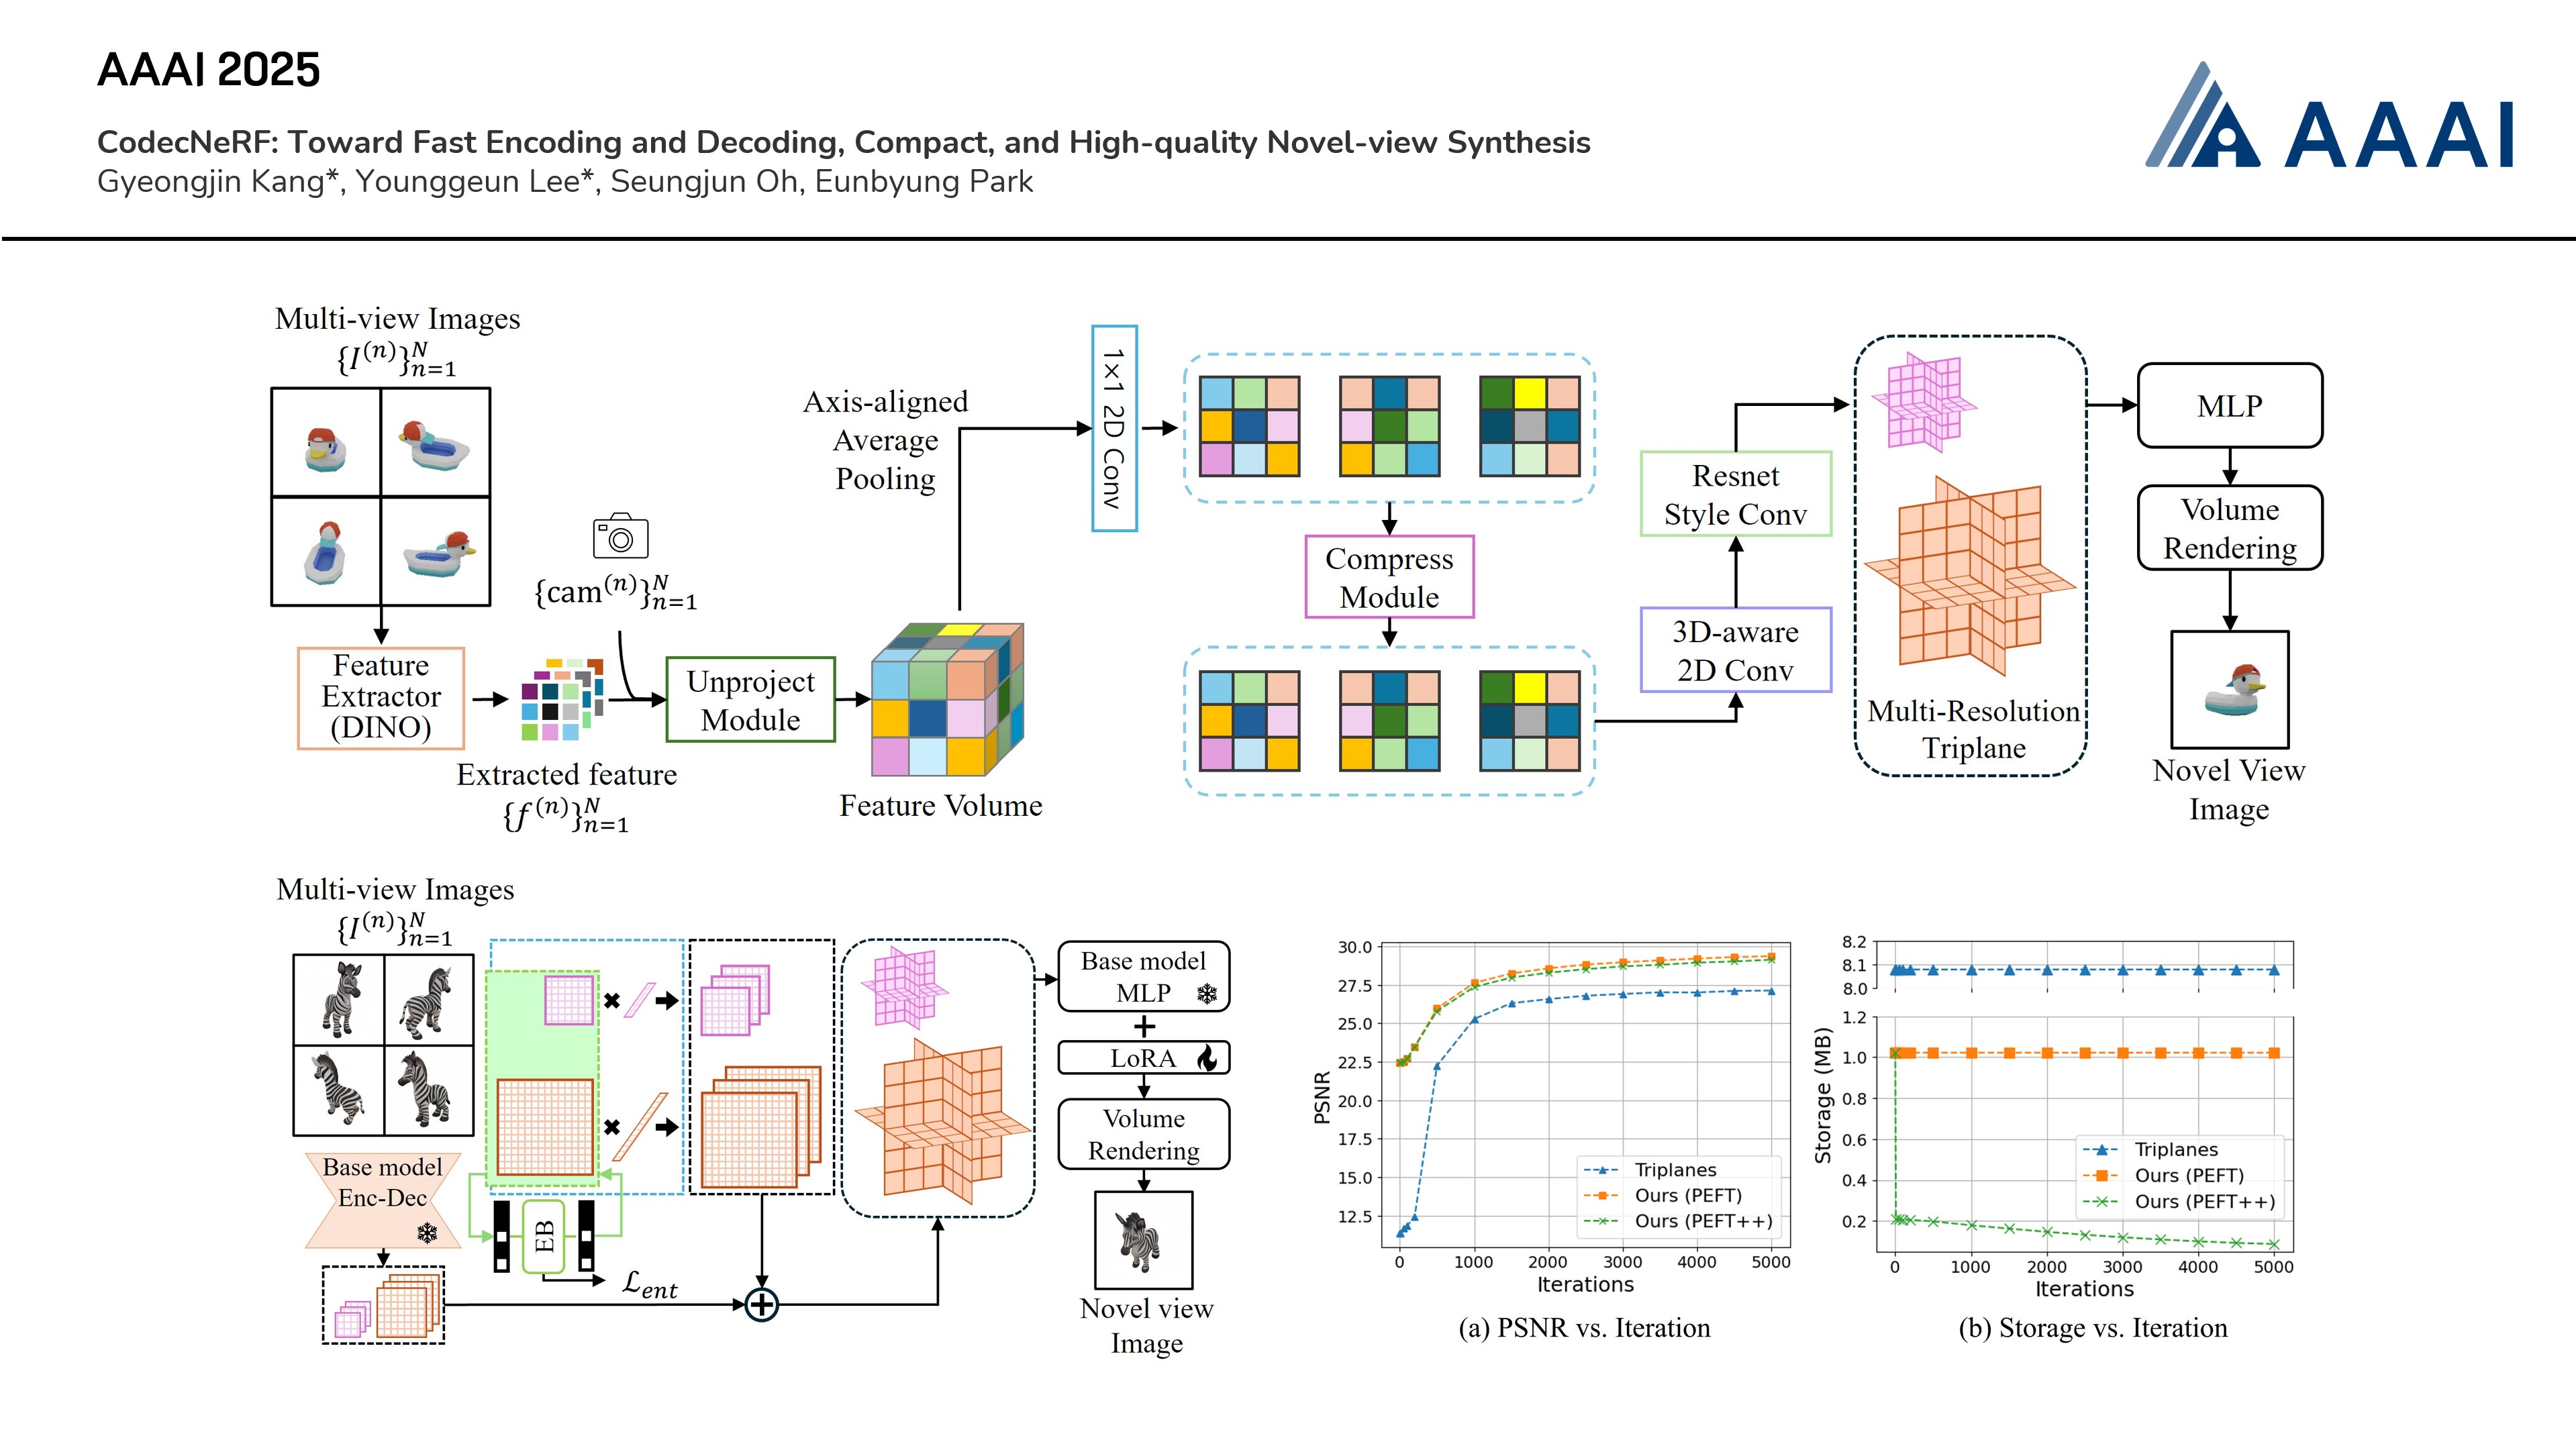 AAAI 2025
AAAI
CodecNeRF: Toward Fast Encoding and Decoding, Compact, and High-quality Novel-view Synthesis
Gyeongjin Kang*, Younggeun Lee*, Seungjun Oh, Eunbyung Park
Multi-view Images
{I^(n)}_{n=1}^N
Feature
Extractor
(DINO)
{cam^(n)}_{n=1}^N
Extracted feature
{f^(n)}_{n=1}^N
Unproject
Module
Feature Volume
Axis-aligned
Average
Pooling
1×1 2D Conv
Compress
Module
3D-aware
2D Conv
Resnet
Style Conv
Multi-Resolution
Triplane
MLP
Volume
Rendering
Novel View
Image
Multi-view Images
{I^(n)}_{n=1}^N
Base model
Enc-Dec
EB
ℒ_ent
Base model
MLP
+
LoRA
Volume
Rendering
Novel view
Image
PSNR
30.0
27.5
25.0
22.5
20.0
17.5
15.0
12.5
Triplanes
Ours (PEFT)
Ours (PEFT++)
0 1000 2000 3000 4000 5000
Iterations
(a) PSNR vs. Iteration
Storage (MB)
8.2
8.1
8.0
1.2
1.0
0.8
0.6
0.4
0.2
Triplanes
Ours (PEFT)
Ours (PEFT++)
0 1000 2000 3000 4000 5000
Iterations
(b) Storage vs. Iteration